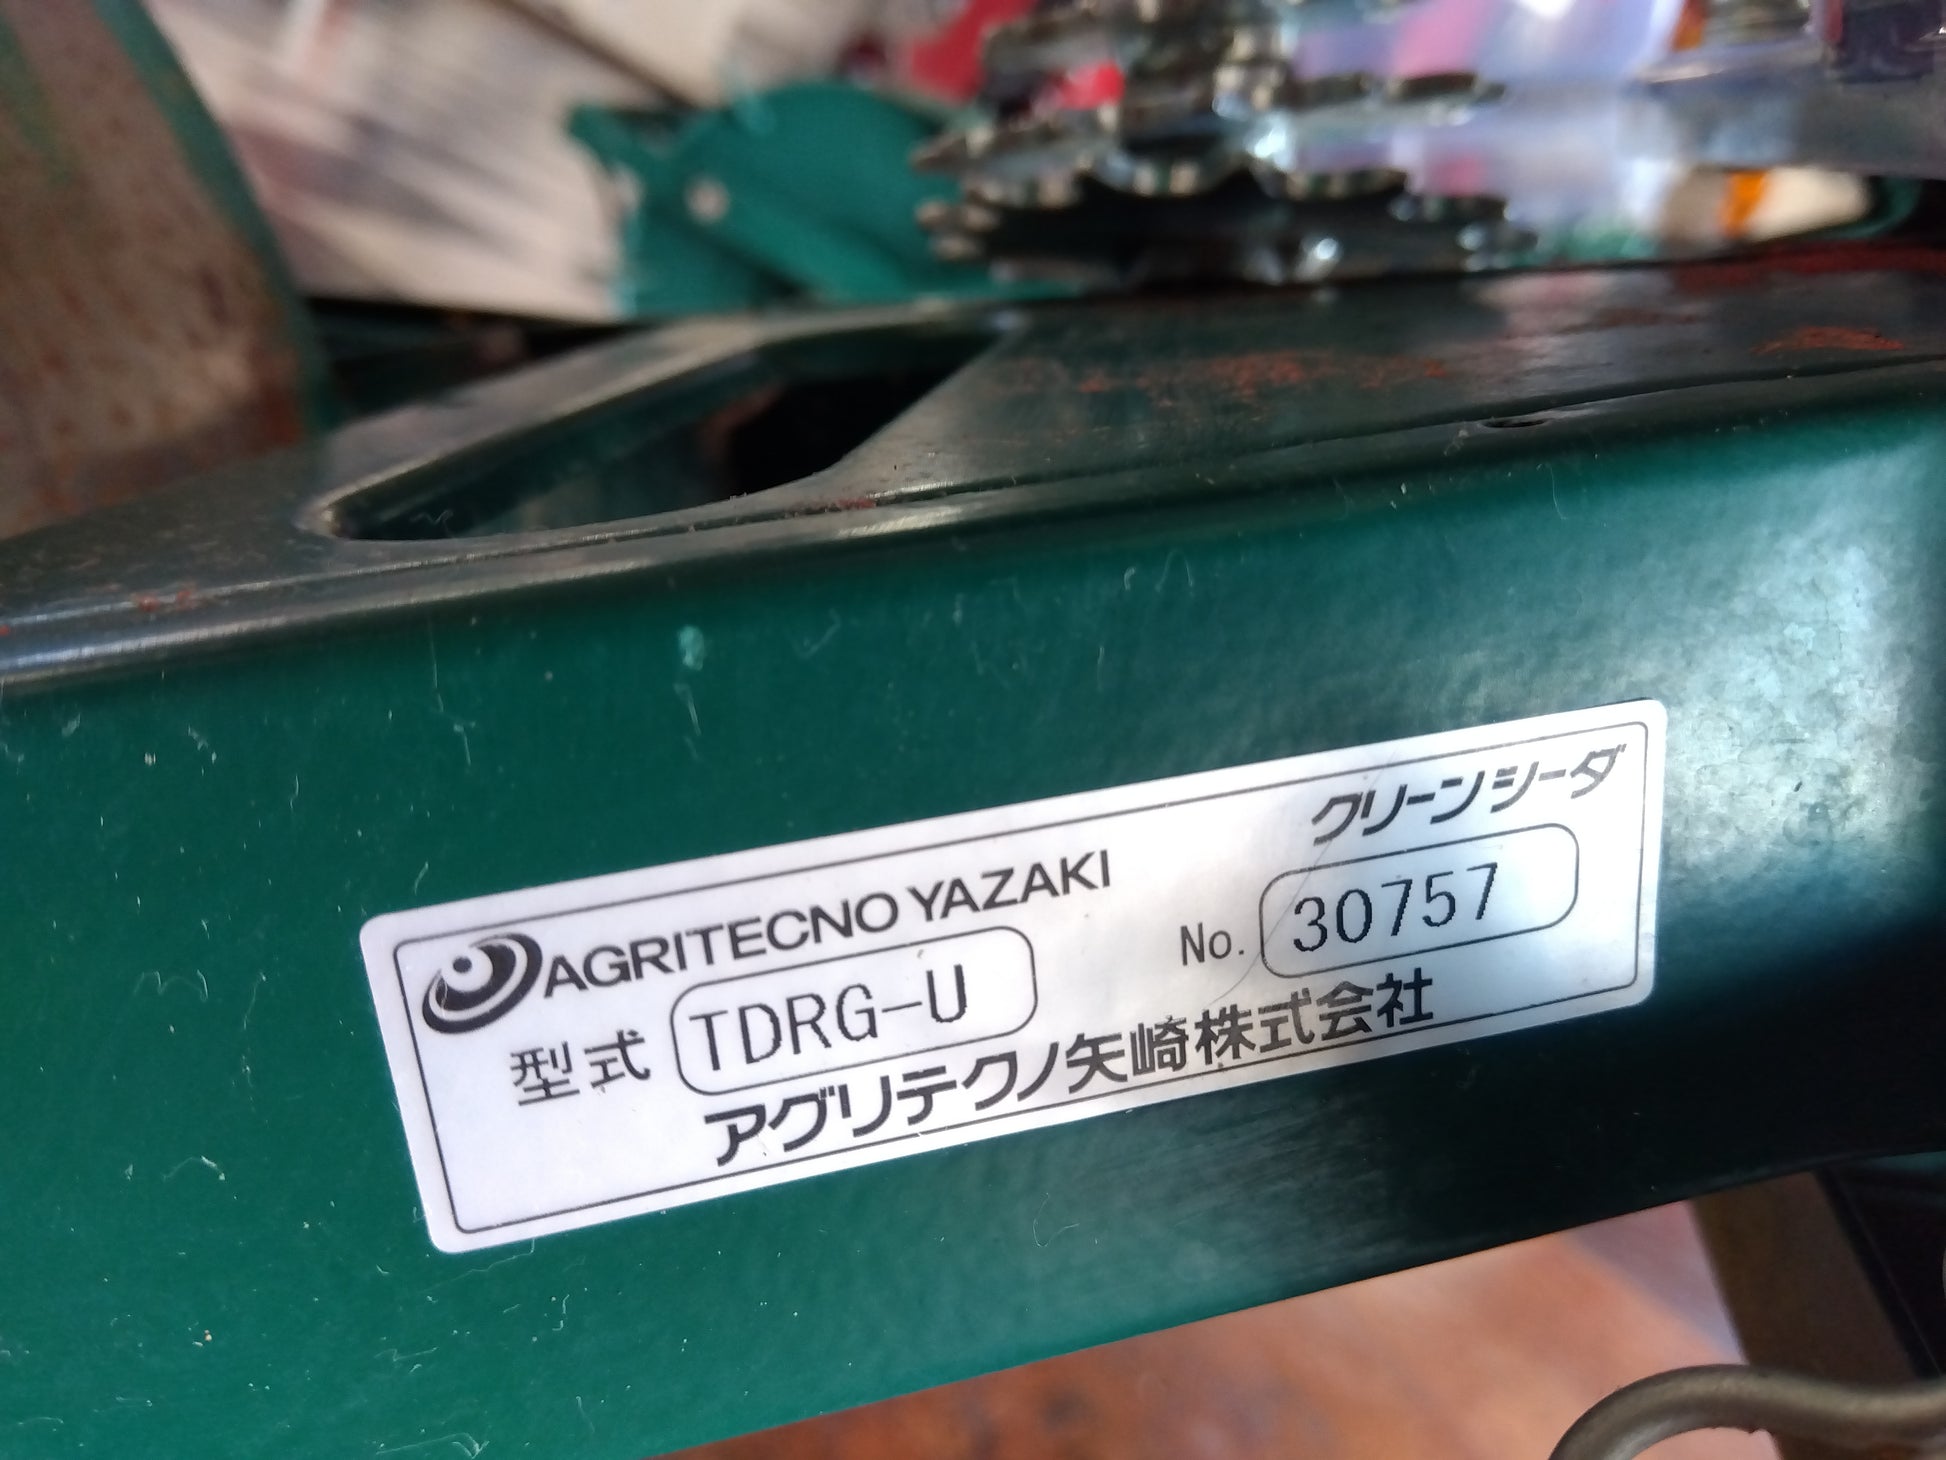 クリーンシーダ
AGRITECNO YAZAKI
型式 TDRG-U No. 30757
アグリテクノ矢崎株式会社